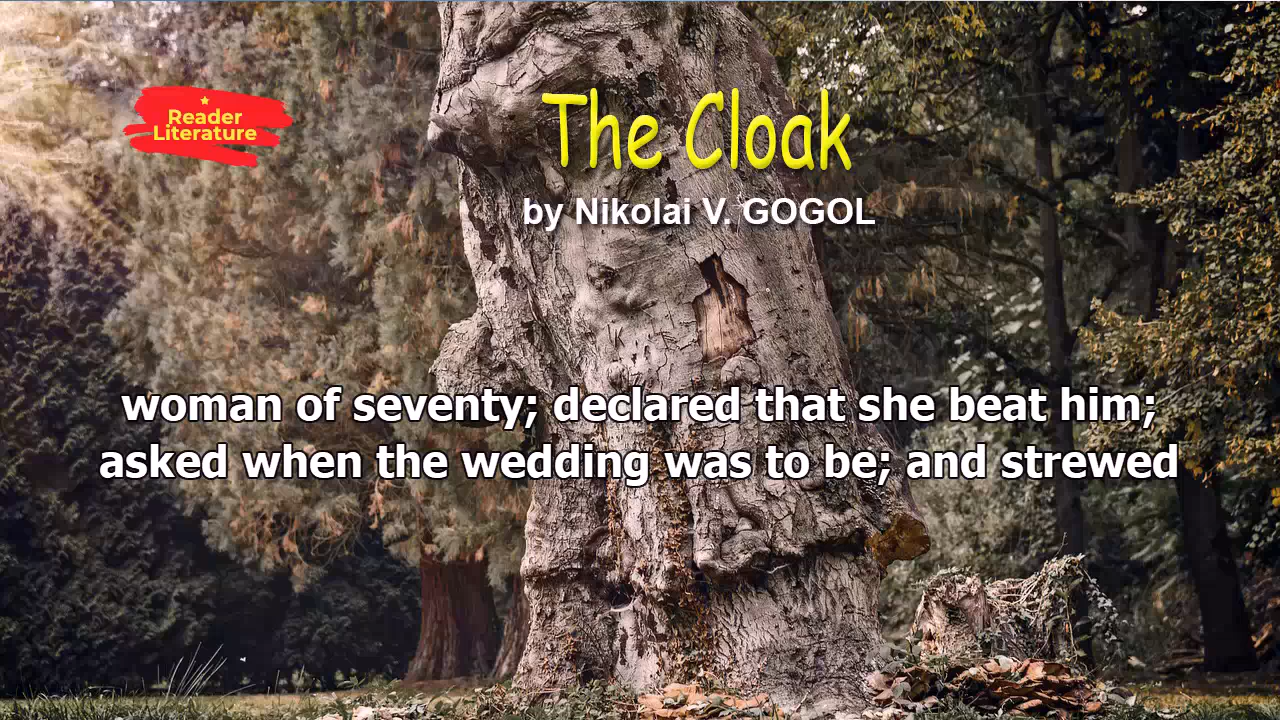 Reader
Literature
The Cloak
by Nikolai V. GOGOL
woman of seventy; declared that she beat him;
asked when the wedding was to be; and strewed